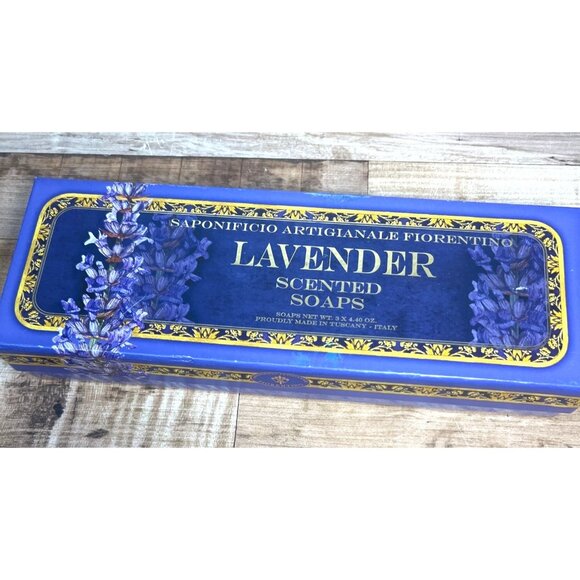 SAPONIFICIO ARTIGIANALE FIORENTINO
LAVENDER
SCENTED
SOAPS
SOAPS NET WT. 3 X 4.40 OZ.
PROUDLY MADE IN TUSCANY - ITALY